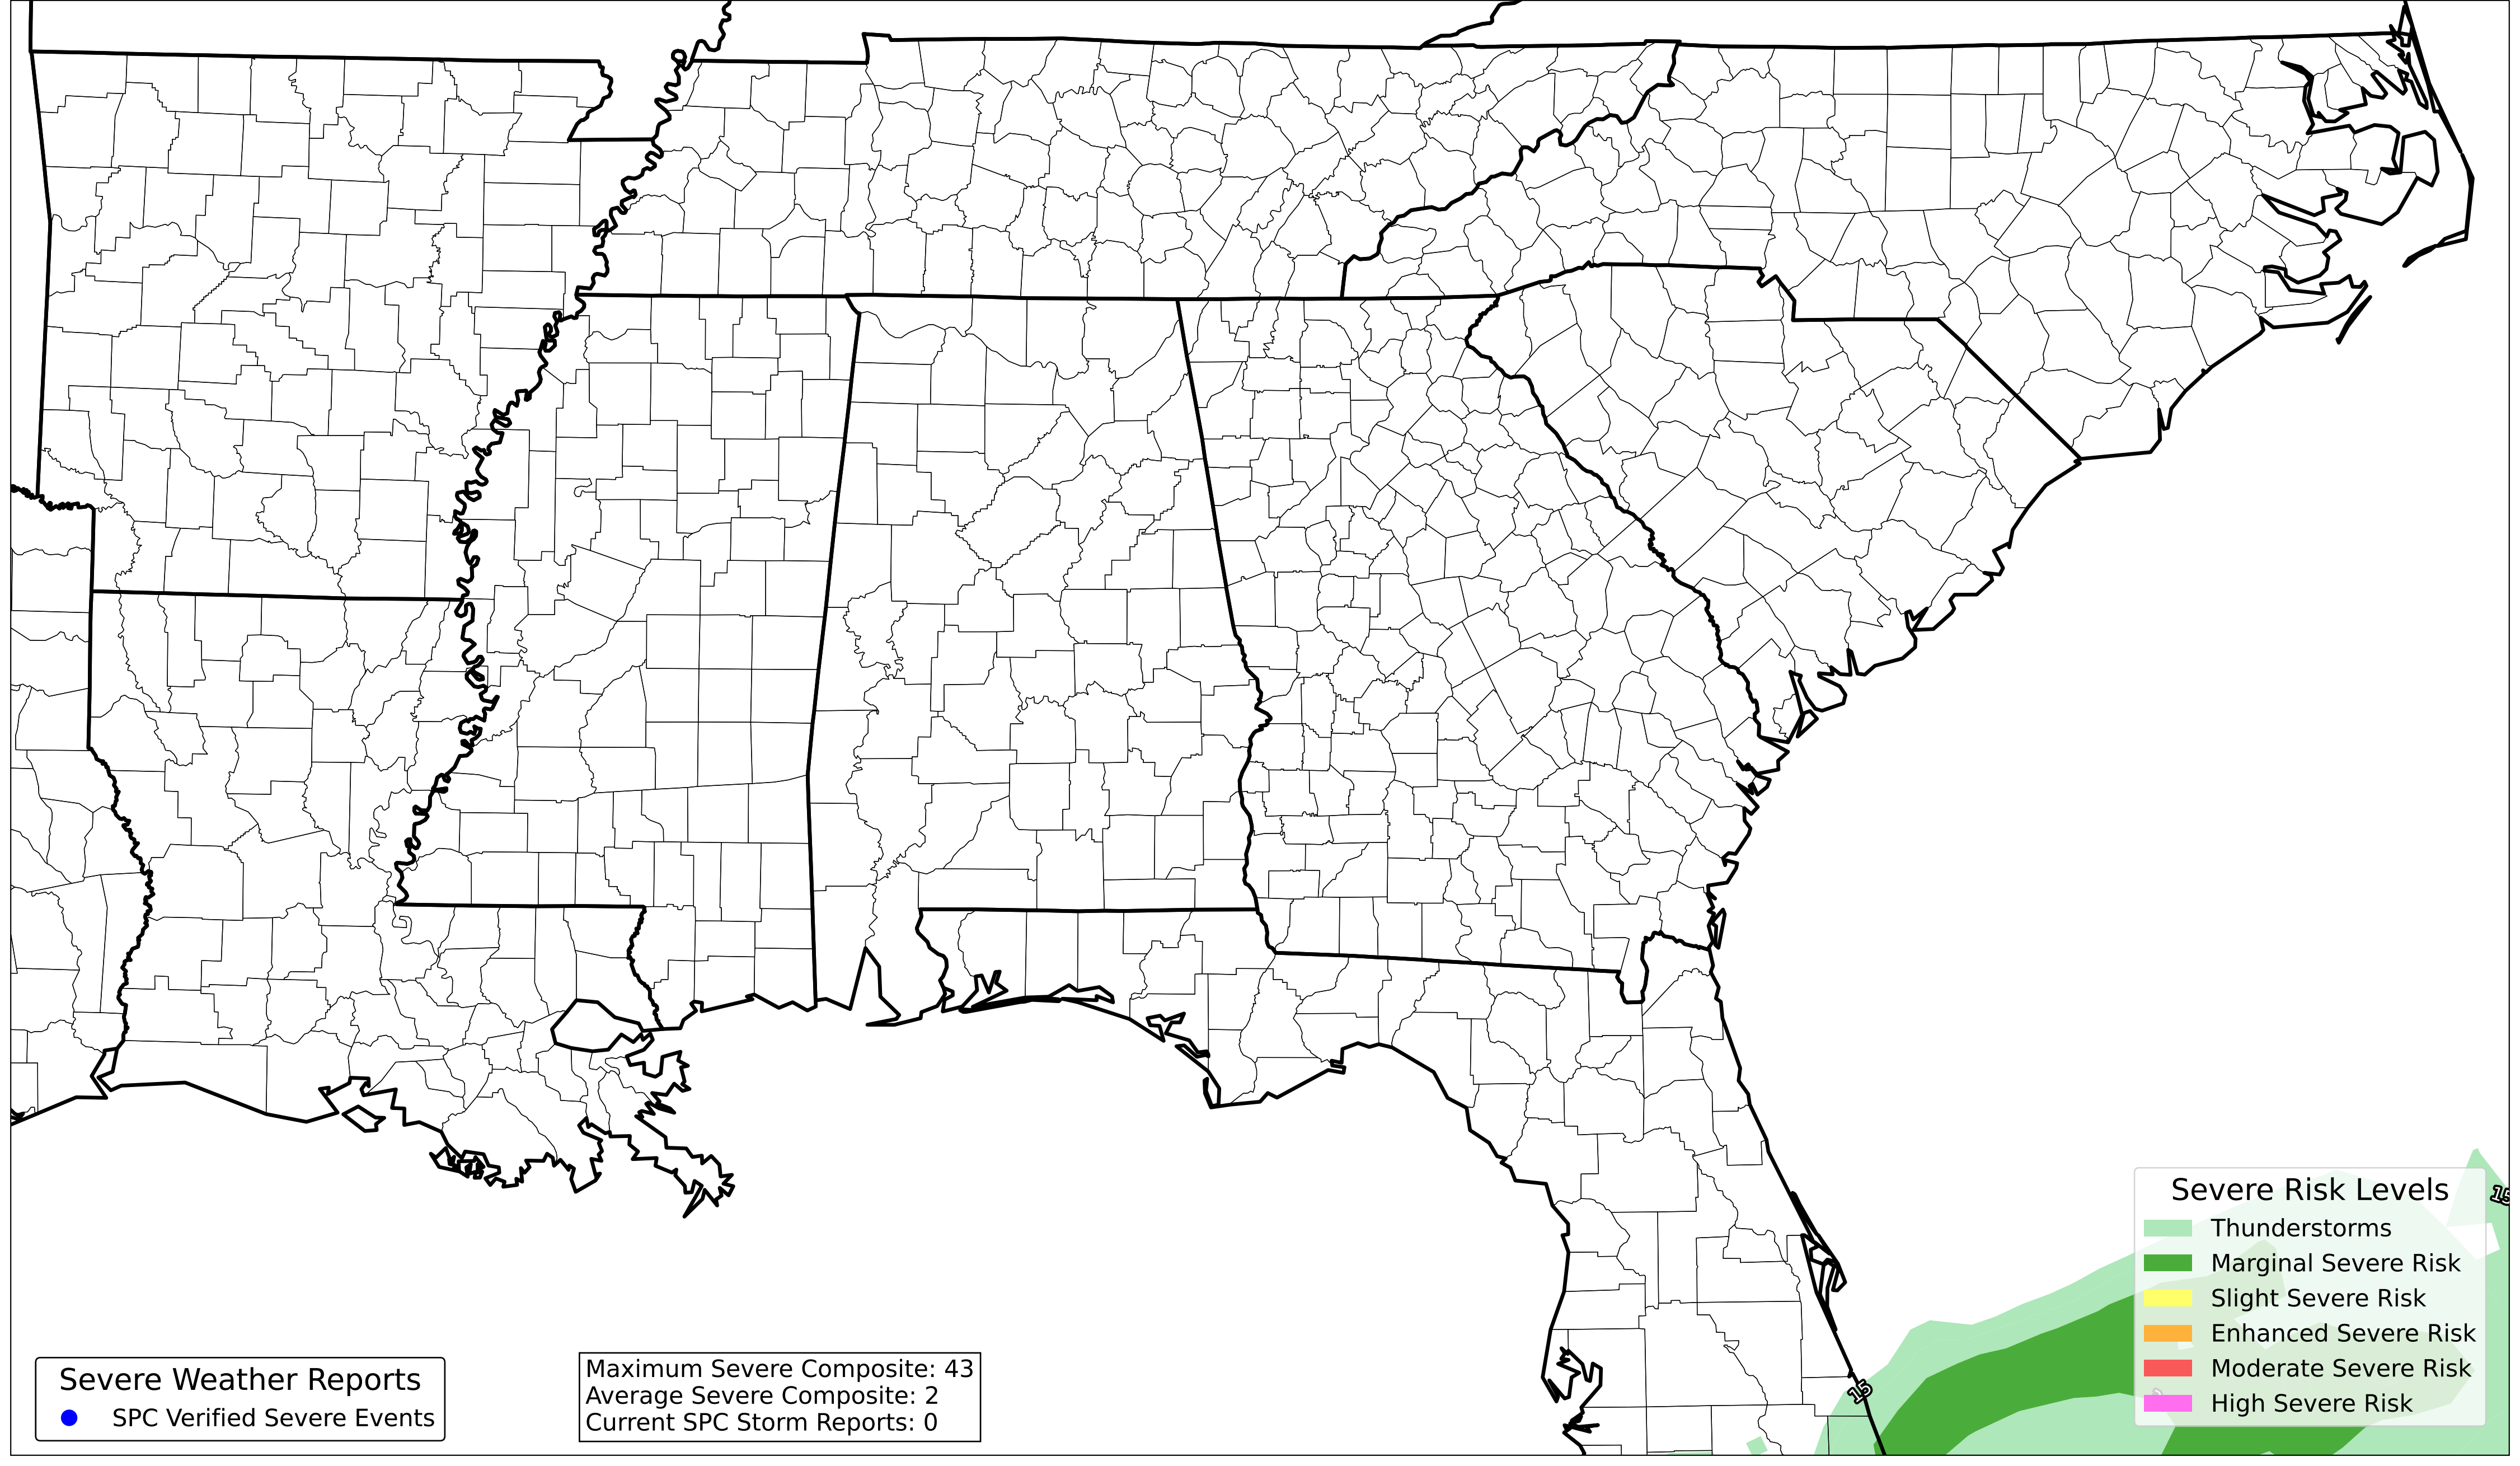 15
Severe Risk Levels
Thunderstorms
Marginal Severe Risk
Slight Severe Risk
Enhanced Severe Risk
Moderate Severe Risk
High Severe Risk
15
Severe Weather Reports
SPC Verified Severe Events
Maximum Severe Composite: 43
Average Severe Composite: 2
Current SPC Storm Reports: 0